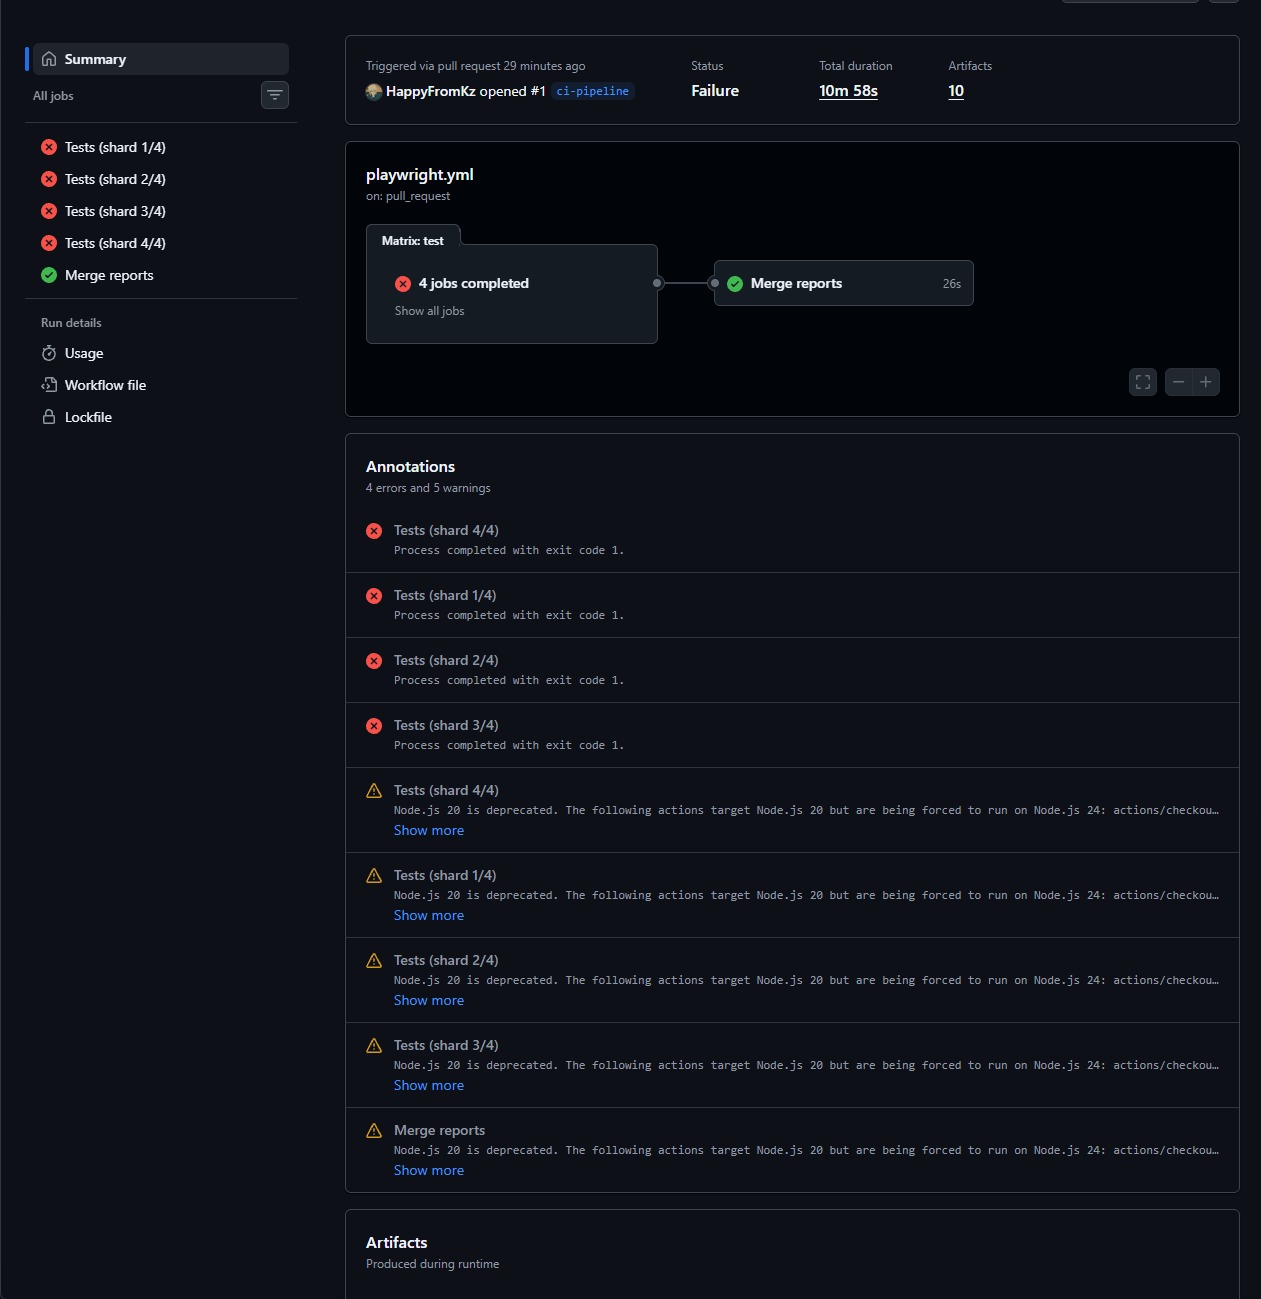 Summary
All jobs
Tests (shard 1/4)
Tests (shard 2/4)
Tests (shard 3/4)
Tests (shard 4/4)
Merge reports
Run details
Usage
Workflow file
Lockfile
Triggered via pull request 29 minutes ago
HappyFromKz opened #1 ci-pipeline
Status
Failure
Total duration
10m 58s
Artifacts
10
playwright.yml
on: pull_request
Matrix: test
4 jobs completed
Show all jobs
Merge reports
26s
Annotations
4 errors and 5 warnings
Tests (shard 4/4)
Process completed with exit code 1.
Tests (shard 1/4)
Process completed with exit code 1.
Tests (shard 2/4)
Process completed with exit code 1.
Tests (shard 3/4)
Process completed with exit code 1.
Tests (shard 4/4)
Node.js 20 is deprecated. The following actions target Node.js 20 but are being forced to run on Node.js 24: actions/checkou…
Show more
Tests (shard 1/4)
Node.js 20 is deprecated. The following actions target Node.js 20 but are being forced to run on Node.js 24: actions/checkou…
Show more
Tests (shard 2/4)
Node.js 20 is deprecated. The following actions target Node.js 20 but are being forced to run on Node.js 24: actions/checkou…
Show more
Tests (shard 3/4)
Node.js 20 is deprecated. The following actions target Node.js 20 but are being forced to run on Node.js 24: actions/checkou…
Show more
Merge reports
Node.js 20 is deprecated. The following actions target Node.js 20 but are being forced to run on Node.js 24: actions/checkou…
Show more
Artifacts
Produced during runtime